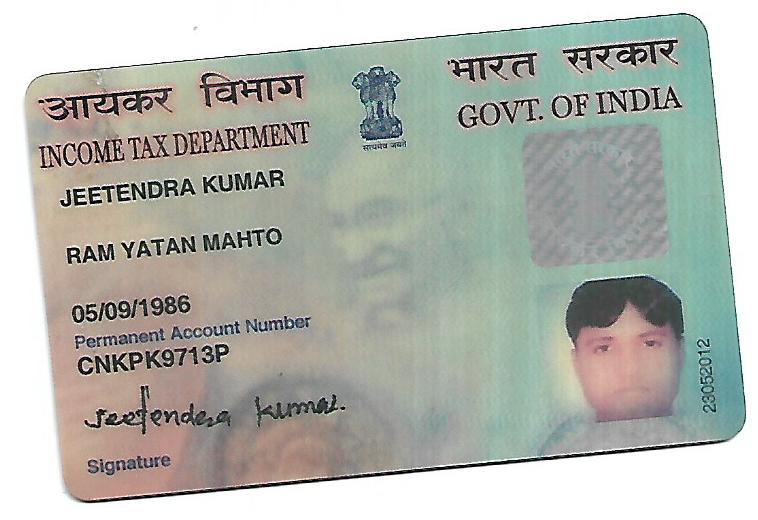 आयकर विभाग
INCOME TAX DEPARTMENT
सत्यमेव जयते
भारत सरकार
GOVT. OF INDIA
JEETENDRA KUMAR
RAM YATAN MAHTO
05/09/1986
Permanent Account Number
CNKPK9713P
Jeetendra Kumar.
Signature
23052012